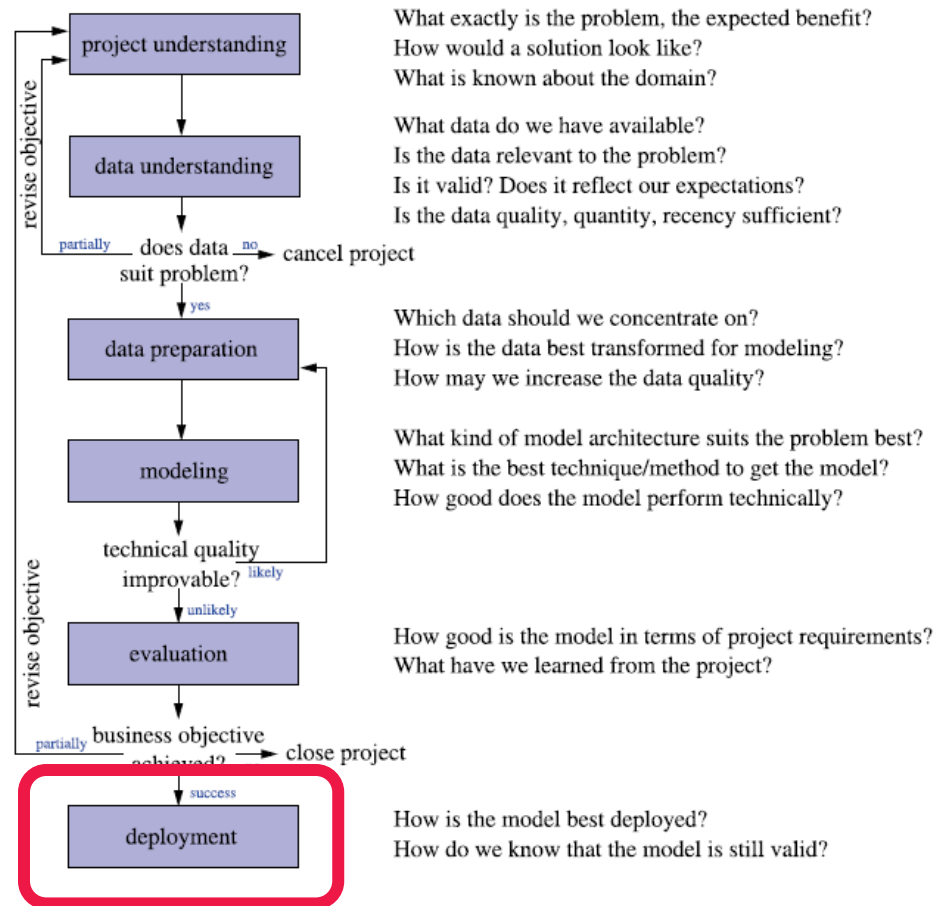 project understanding
What exactly is the problem, the expected benefit?
How would a solution look like?
What is known about the domain?
revise objective
data understanding
What data do we have available?
Is the data relevant to the problem?
Is it valid? Does it reflect our expectations?
Is the data quality, quantity, recency sufficient?
partially
does data
suit problem?
no
cancel project
yes
data preparation
Which data should we concentrate on?
How is the data best transformed for modeling?
How may we increase the data quality?
modeling
What kind of model architecture suits the problem best?
What is the best technique/method to get the model?
How good does the model perform technically?
technical quality
improvable?
likely
unlikely
revise objective
evaluation
How good is the model in terms of project requirements?
What have we learned from the project?
partially
business objective
achieved?
close project
success
deployment
How is the model best deployed?
How do we know that the model is still valid?